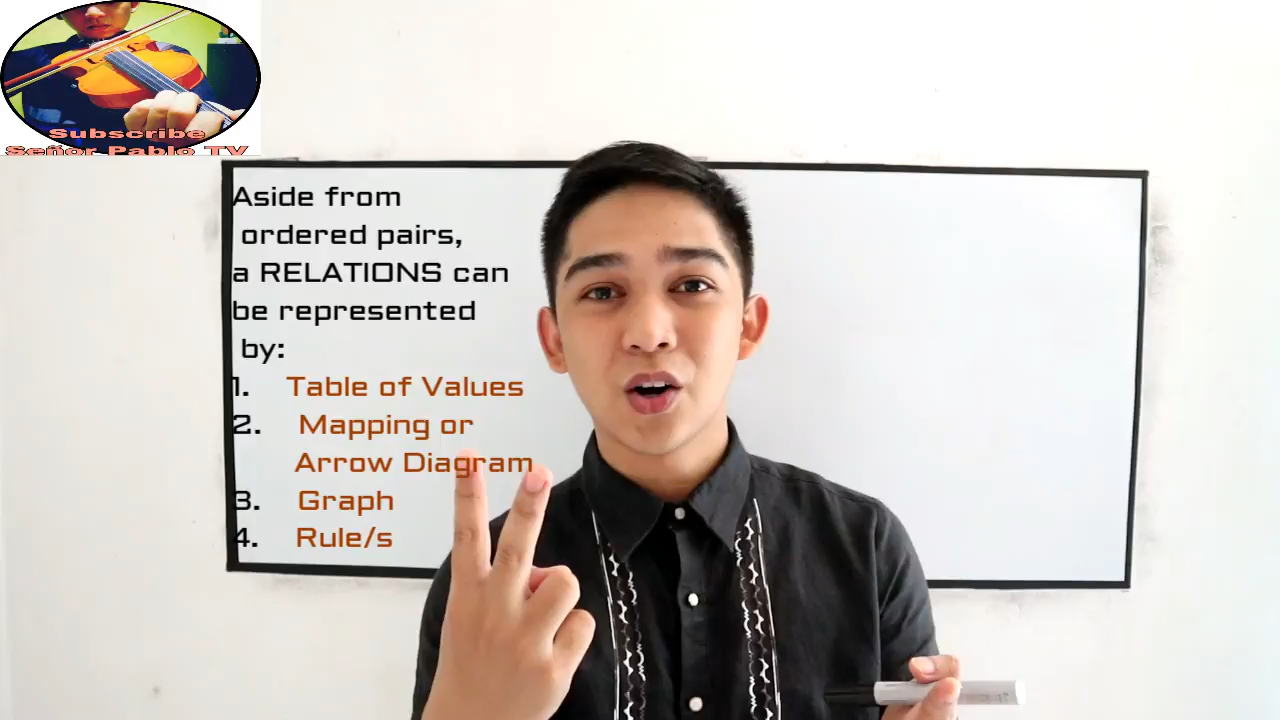 Subscribe
Señor Pablo TV
Aside from
ordered pairs,
a RELATIONS can
be represented
by:
1. Table of Values
2. Mapping or
Arrow Diagram
3. Graph
4. Rule/s